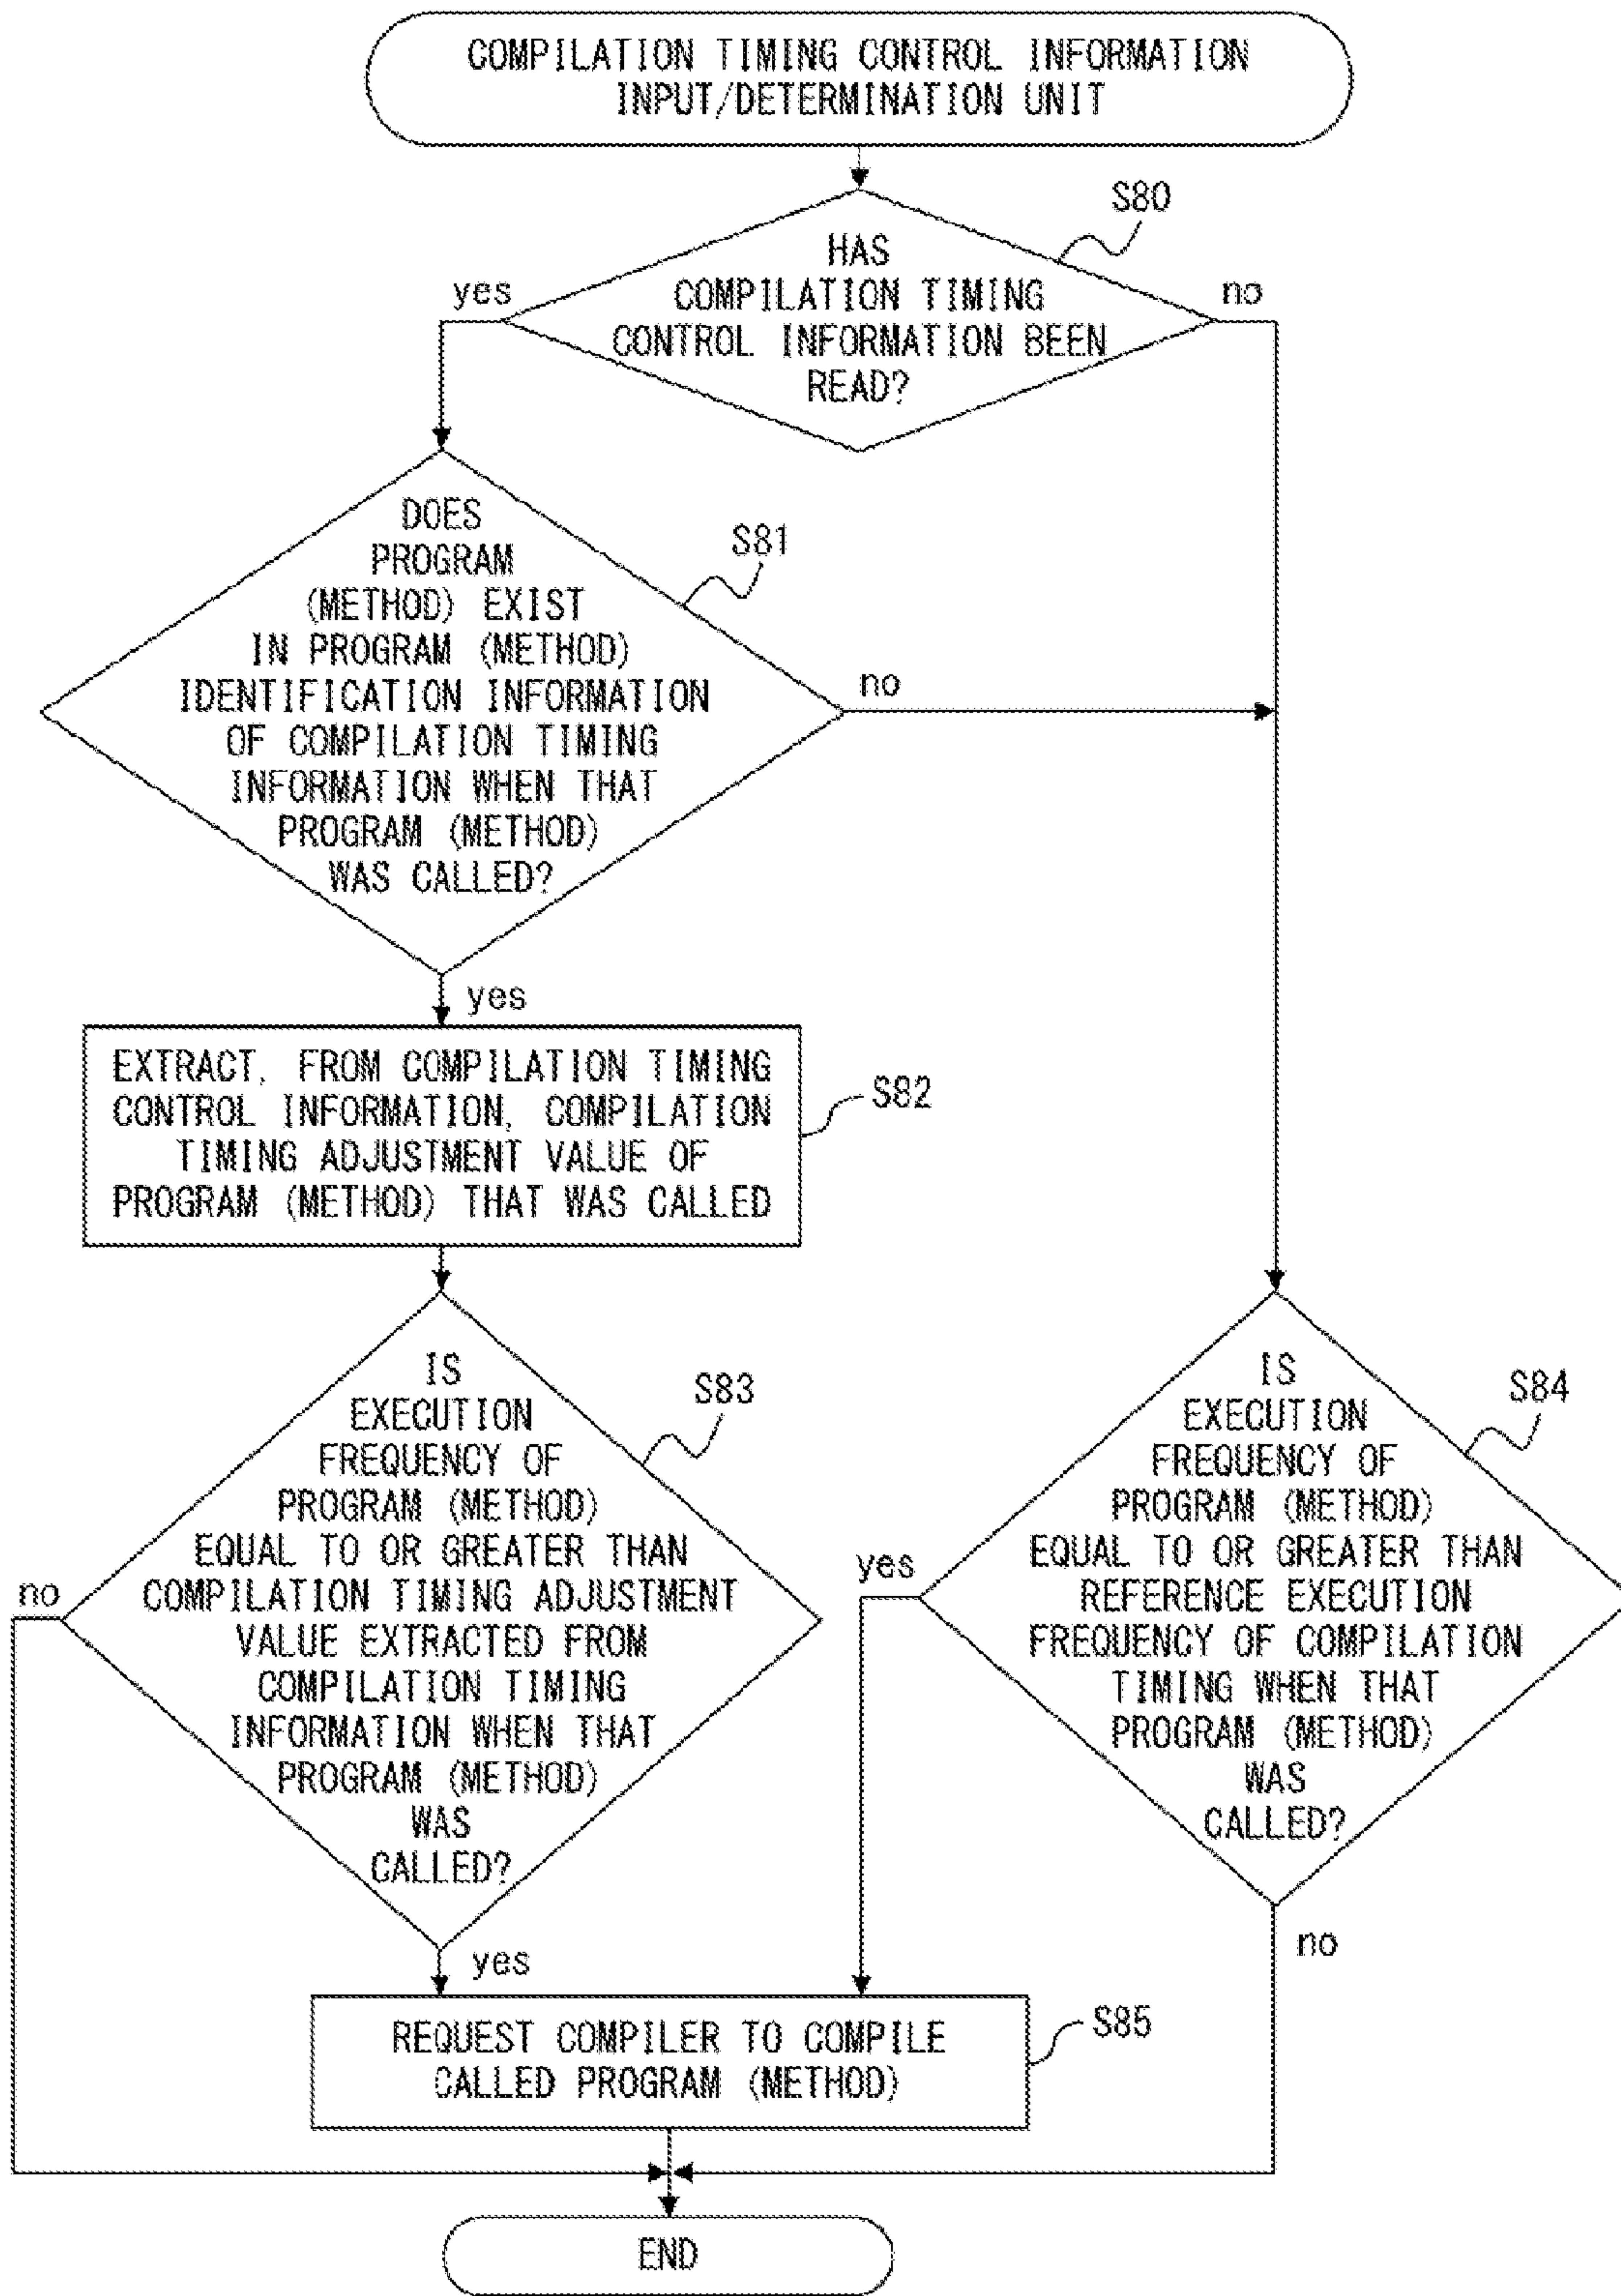 COMPILATION TIMING CONTROL INFORMATION
INPUT/DETERMINATION UNIT
S80
HAS
COMPILATION TIMING
CONTROL INFORMATION BEEN
READ?
yes
no
S81
DOES
PROGRAM
(METHOD) EXIST
IN PROGRAM (METHOD)
IDENTIFICATION INFORMATION
OF COMPILATION TIMING
INFORMATION WHEN THAT
PROGRAM (METHOD)
WAS CALLED?
no
yes
EXTRACT, FROM COMPILATION TIMING
CONTROL INFORMATION, COMPILATION
TIMING ADJUSTMENT VALUE OF
PROGRAM (METHOD) THAT WAS CALLED
S82
IS
EXECUTION
FREQUENCY OF
PROGRAM (METHOD)
EQUAL TO OR GREATER THAN
COMPILATION TIMING ADJUSTMENT
VALUE EXTRACTED FROM
COMPILATION TIMING
INFORMATION WHEN THAT
PROGRAM (METHOD)
WAS
CALLED?
S83
no
yes
IS
EXECUTION
FREQUENCY OF
PROGRAM (METHOD)
EQUAL TO OR GREATER THAN
REFERENCE EXECUTION
FREQUENCY OF COMPILATION
TIMING WHEN THAT
PROGRAM (METHOD)
WAS
CALLED?
S84
yes
no
REQUEST COMPILER TO COMPILE
CALLED PROGRAM (METHOD)
S85
END